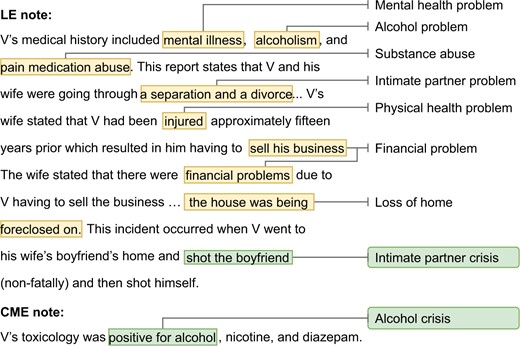 LE note:
Mental health problem
V's medical history included mental illness, alcoholism, and
Alcohol problem
pain medication abuse. This report states that V and his
Substance abuse
wife were going through a separation and a divorce... V's
Intimate partner problem
wife stated that V had been injured approximately fifteen
Physical health problem
years prior which resulted in him having to sell his business
Financial problem
The wife stated that there were financial problems due to
V having to sell the business ... the house was being
Loss of home
foreclosed on. This incident occurred when V went to
his wife's boyfriend's home and shot the boyfriend
Intimate partner crisis
(non-fatally) and then shot himself.
CME note:
Alcohol crisis
V's toxicology was positive for alcohol, nicotine, and diazepam.